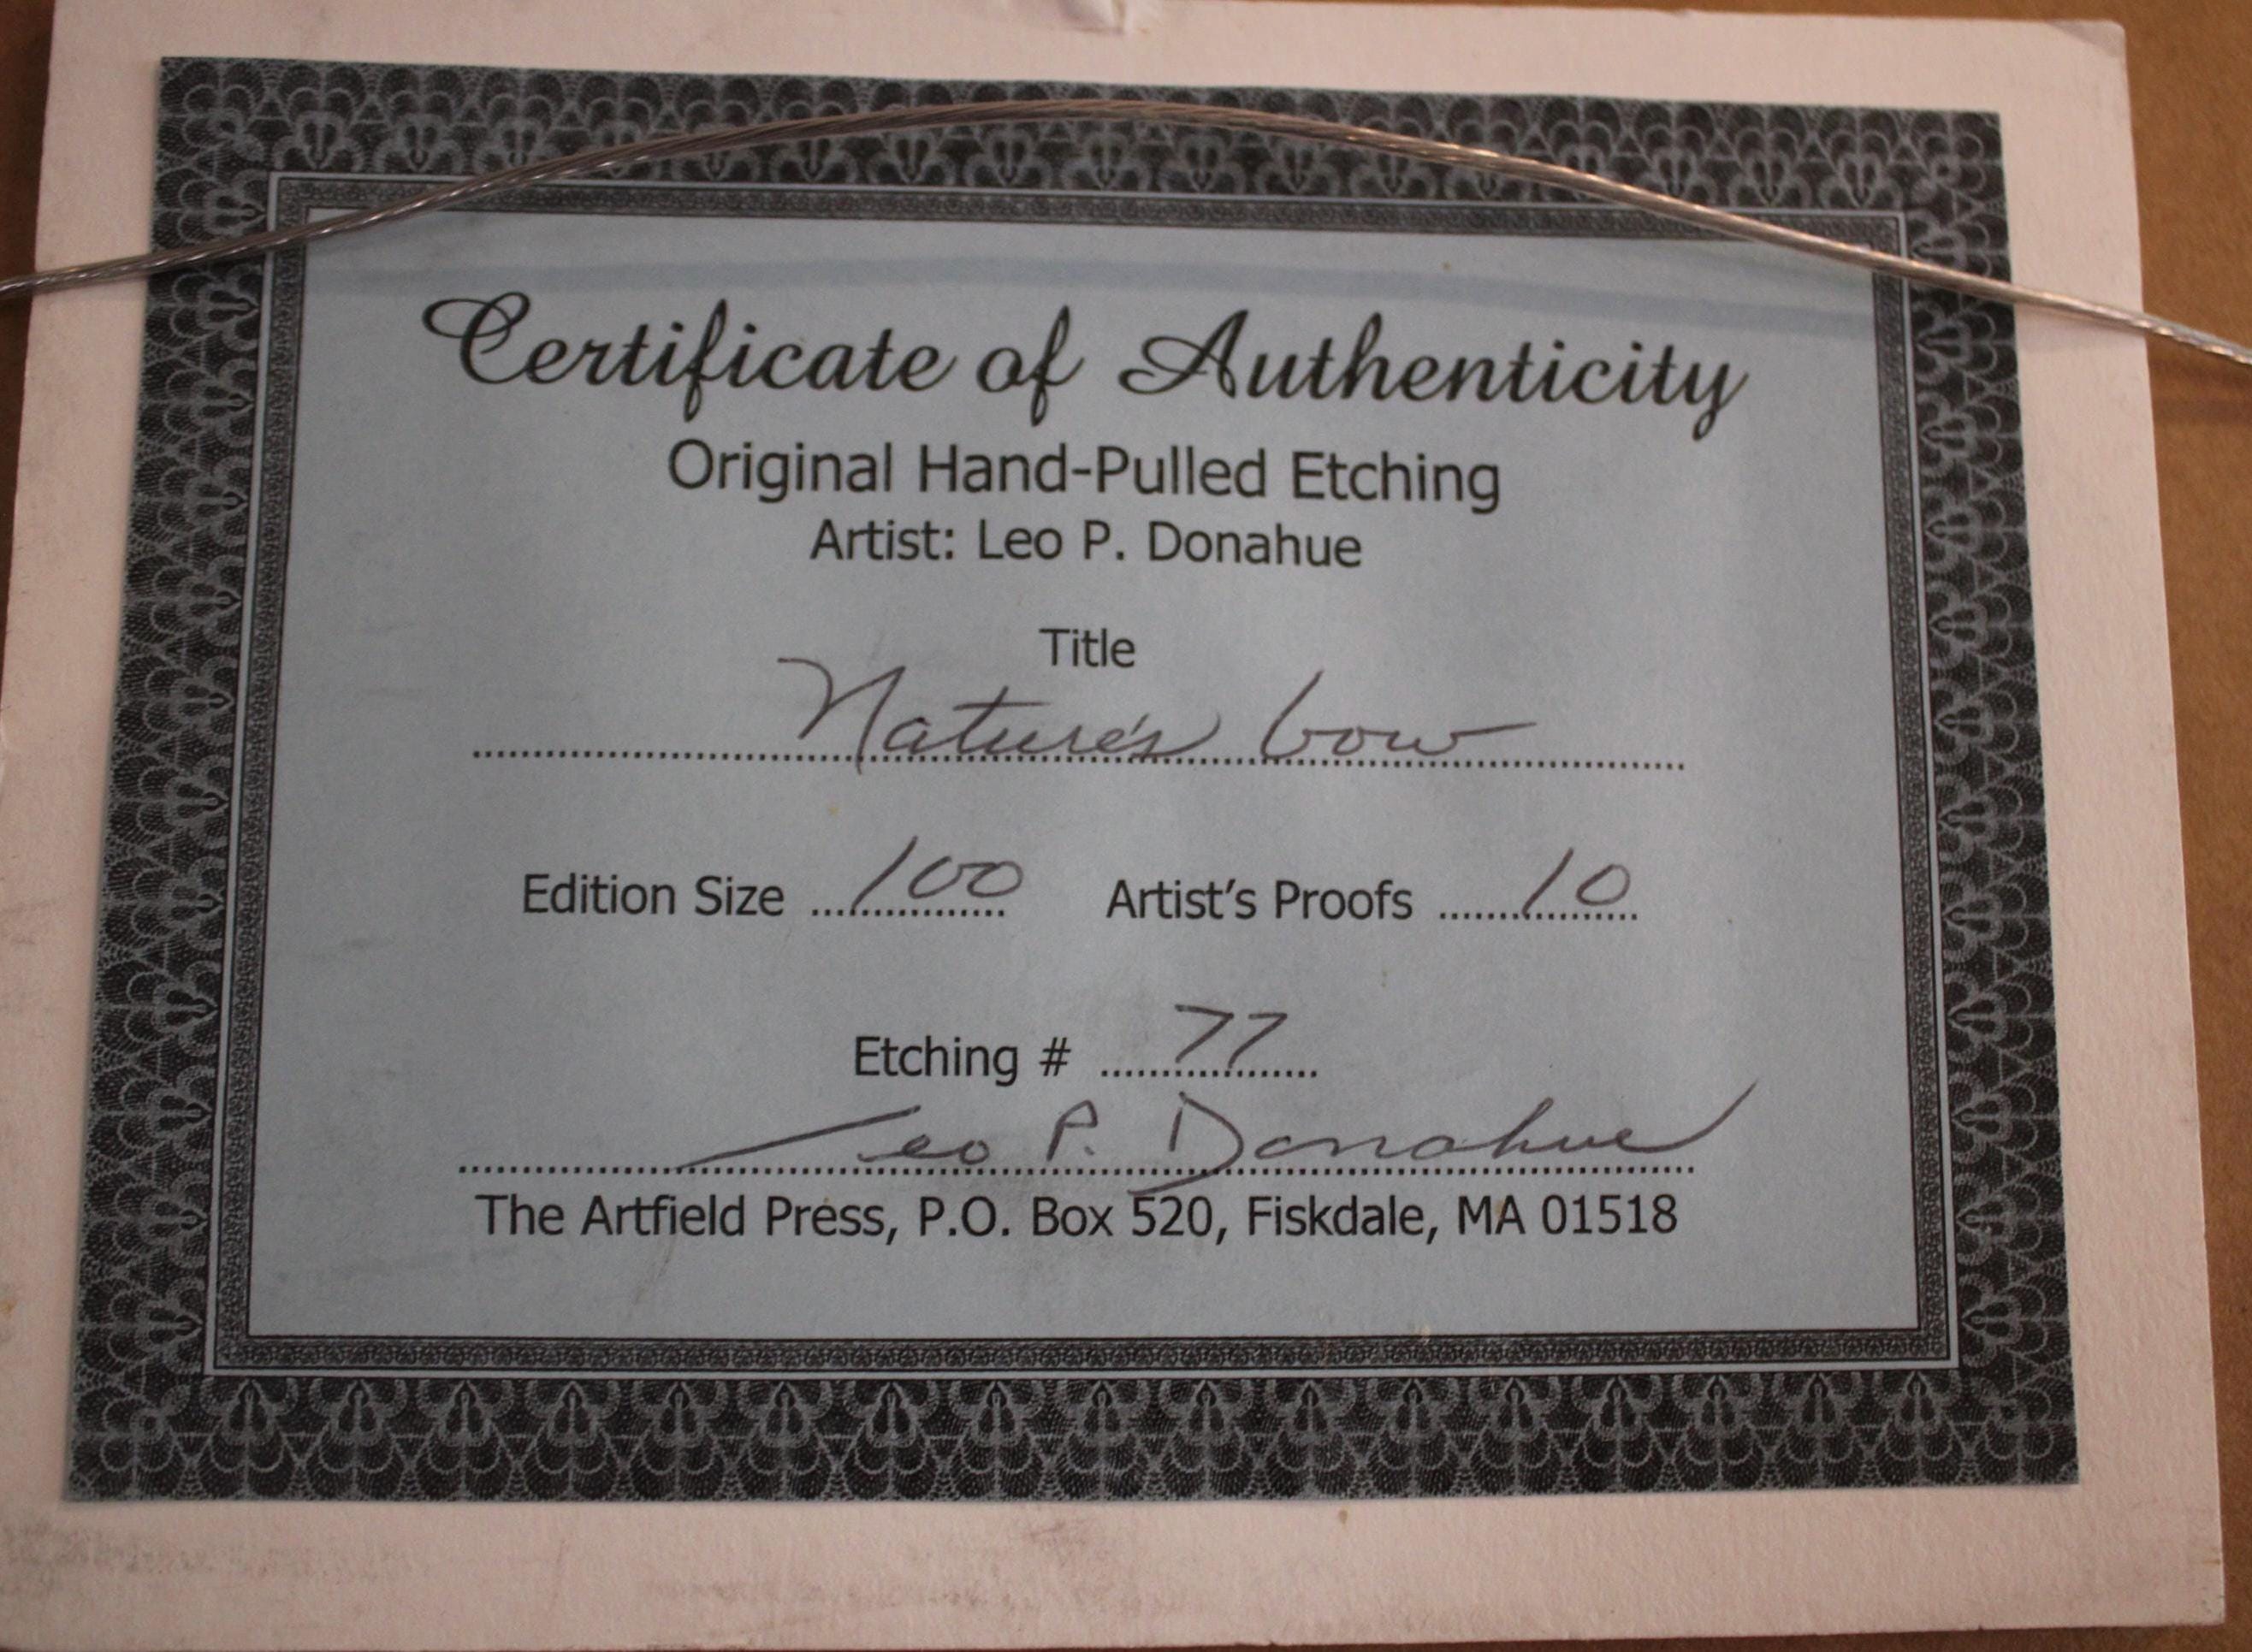 Certificate of Authenticity
Original Hand-Pulled Etching
Artist: Leo P. Donahue
Title
Nature's bow
Edition Size 100 Artist's Proofs 10
Etching # 77
Leo P. Donahue
The Artfield Press, P.O. Box 520, Fiskdale, MA 01518